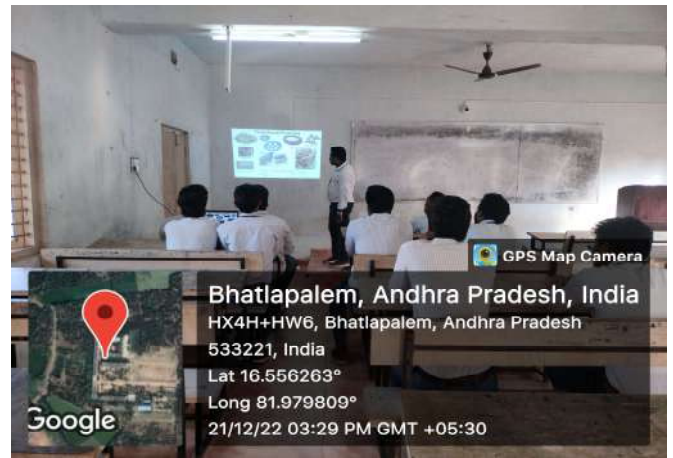 GPS Map Camera
Bhatlapalem, Andhra Pradesh, India
HX4H+HW6, Bhatlapalem, Andhra Pradesh
533221, India
Lat 16.556263°
Long 81.979809°
21/12/22 03:29 PM GMT +05:30
Google